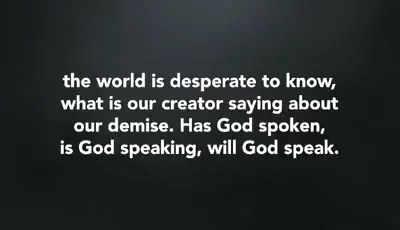 the world is desperate to know,
what is our creator saying about
our demise. Has God spoken,
is God speaking, will God speak.